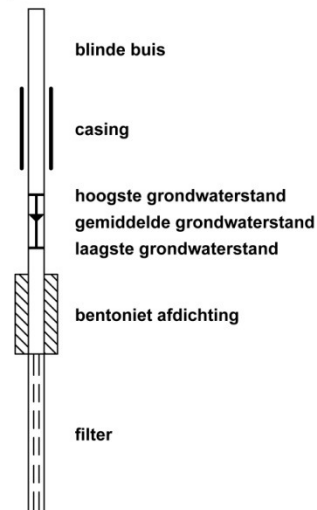 blinde buis
casing
hoogste grondwaterstand
gemiddelde grondwaterstand
laagste grondwaterstand
bentoniet afdichting
filter